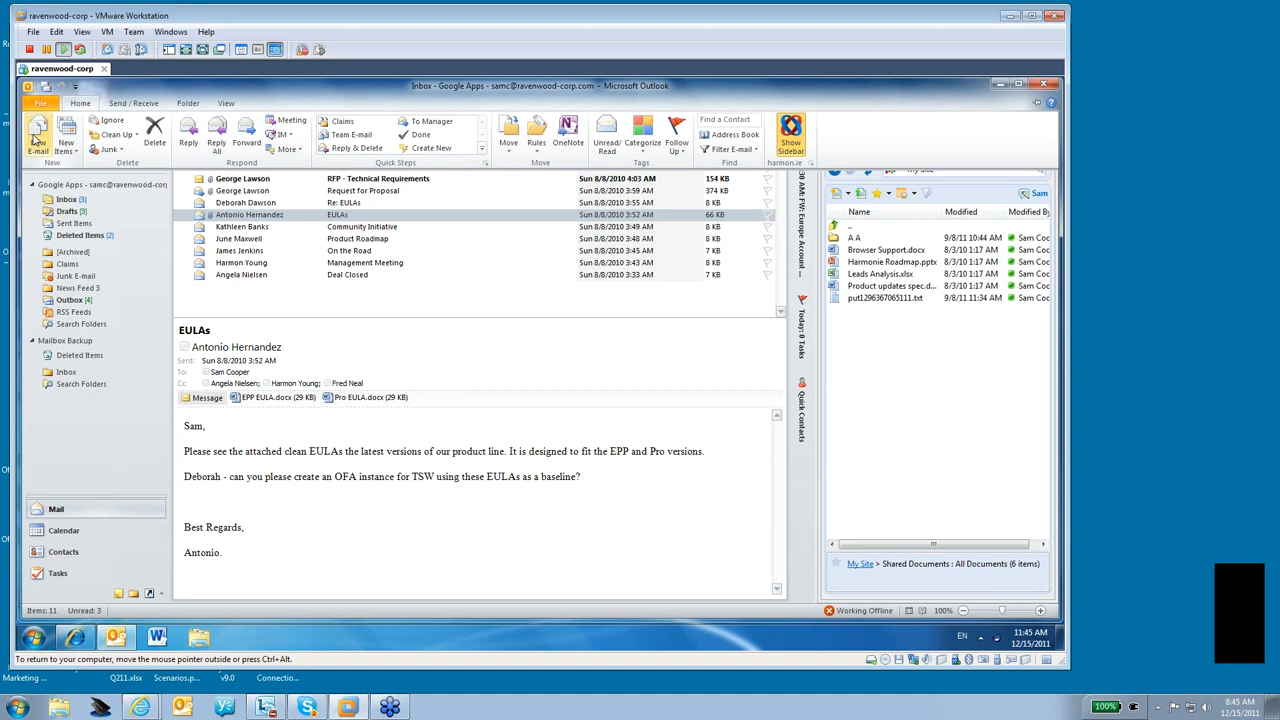 ravenwood-corp - VMware Workstation
File Edit View VM Team Windows Help
ravenwood-corp
Inbox - Google Apps - samc@ravenwood-corp.com - Microsoft Outlook
File Home Send / Receive Folder View
New E-mail
New Items
New
Ignore
Clean Up
Junk
Delete
Delete
Reply
Reply All
Forward
Meeting
IM
More
Respond
Claims
Team E-mail
Reply & Delete
To Manager
Done
Create New
Quick Steps
Move
Rules
OneNote
Move
Unread/ Read
Categorize
Follow Up
Tags
Find a Contact
Address Book
Filter E-mail
Find
Show Sidebar
harmon.ie
Google Apps - samc@ravenwood-corp
Inbox (3)
Drafts [3]
Sent Items
Deleted Items (2)
[Archived]
Claims
Junk E-mail
News Feed 3
Outbox [4]
RSS Feeds
Search Folders
Mailbox Backup
Deleted Items
Inbox
Search Folders
Mail
Calendar
Contacts
Tasks
George Lawson RFP - Technical Requirements Sun 8/8/2010 4:03 AM 154 KB
George Lawson Request for Proposal Sun 8/8/2010 3:59 AM 374 KB
Deborah Dawson Re: EULAs Sun 8/8/2010 3:55 AM 8 KB
Antonio Hernandez EULAs Sun 8/8/2010 3:52 AM 66 KB
Kathleen Banks Community Initiative Sun 8/8/2010 3:49 AM 8 KB
June Maxwell Product Roadmap Sun 8/8/2010 3:48 AM 8 KB
James Jenkins On the Road Sun 8/8/2010 3:45 AM 7 KB
Harmon Young Management Meeting Sun 8/8/2010 3:43 AM 8 KB
Angela Nielsen Deal Closed Sun 8/8/2010 3:33 AM 7 KB
EULAs
Antonio Hernandez
Sent: Sun 8/8/2010 3:52 AM
To: Sam Cooper
Cc: Angela Nielsen; Harmon Young; Fred Neal
Message EPP EULA.docx (29 KB) Pro EULA.docx (29 KB)
Sam,
Please see the attached clean EULAs the latest versions of our product line. It is designed to fit the EPP and Pro versions.
Deborah - can you please create an OFA instance for TSW using these EULAs as a baseline?
Best Regards,
Antonio.
:30 AM: FW: Europe Account ...
Today: 0 Tasks
Quick Contacts
Sam
Name Modified Modified By
..
A A 9/8/11 10:44 AM Sam Coo
Browser Support.docx 8/3/10 1:17 AM Sam Coo
Harmonie Roadmap.pptx 8/3/10 1:17 AM Sam Coo
Leads Analysis.xlsx 8/3/10 1:17 AM Sam Coo
Product updates spec.d... 8/3/10 1:17 AM Sam Coo
put1296367065111.txt 9/8/11 11:34 AM Sam Coo
My Site > Shared Documents : All Documents (6 items)
Items: 11 Unread: 3
Working Offline 100%
EN 11:45 AM
12/15/2011
To return to your computer, move the mouse pointer outside or press Ctrl+Alt.
Marketing ... Q211.xlsx Scenarios.p... v9.0 Connectio...
100% 8:45 AM
12/15/2011